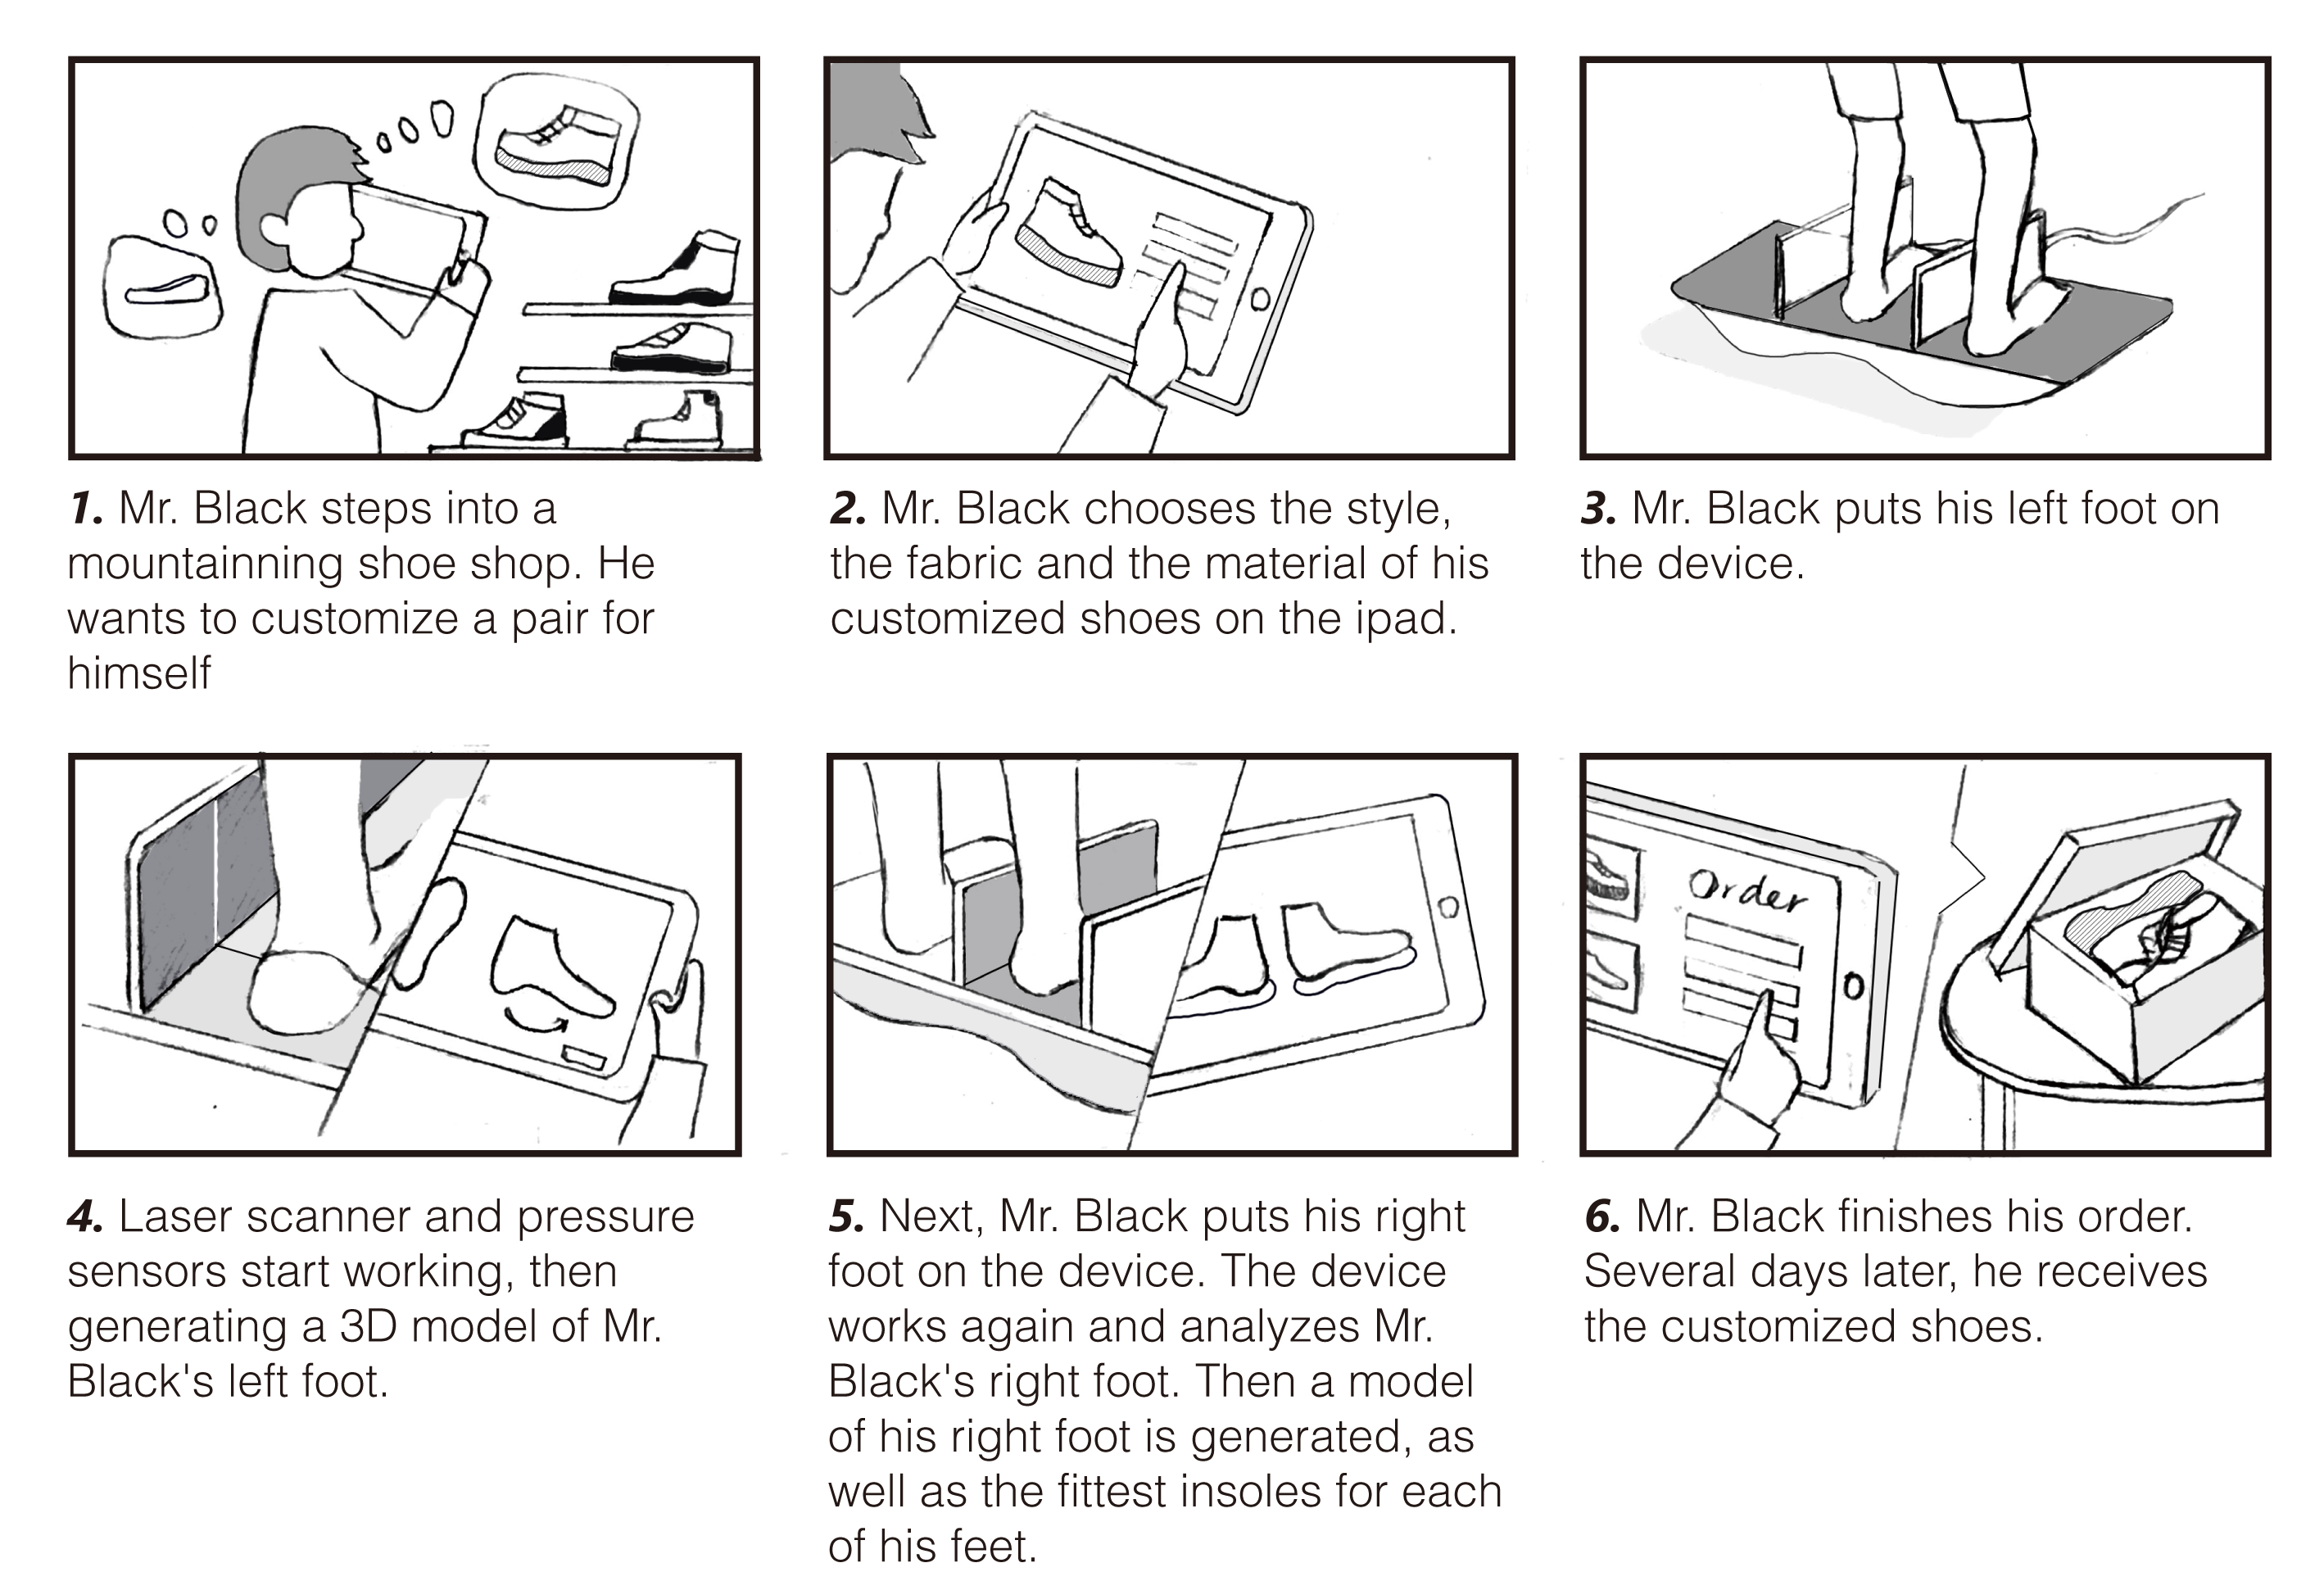 1. Mr. Black steps into a
mountainning shoe shop. He
wants to customize a pair for
himself
2. Mr. Black chooses the style,
the fabric and the material of his
customized shoes on the ipad.
3. Mr. Black puts his left foot on
the device.
Order
4. Laser scanner and pressure
sensors start working, then
generating a 3D model of Mr.
Black's left foot.
5. Next, Mr. Black puts his right
foot on the device. The device
works again and analyzes Mr.
Black's right foot. Then a model
of his right foot is generated, as
well as the fittest insoles for each
of his feet.
6. Mr. Black finishes his order.
Several days later, he receives
the customized shoes.